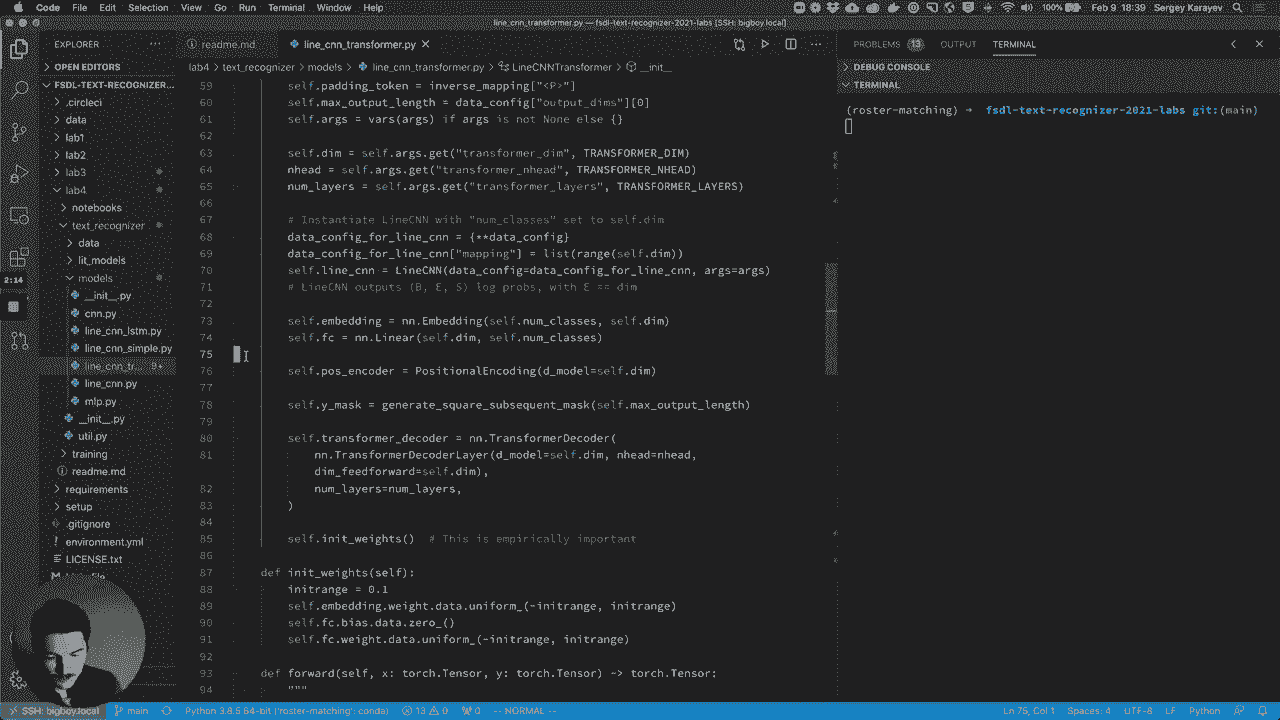 Code File Edit Selection View Go Run Terminal Window Help 100% Feb 9 18:39 Sergey Karayev
line_cnn_transformer.py — fsdl-text-recognizer-2021-labs [SSH: bigboy.local]
EXPLORER
OPEN EDITORS
FSDL-TEXT-RECOGNIZER...
.circleci
data
lab1
lab2
lab3
lab4
notebooks
text_recognizer
data
lit_models
models
__init__.py
cnn.py
line_cnn_lstm.py
line_cnn_simple.py
line_cnn_tr... 9+
line_cnn.py
mlp.py
__init__.py
util.py
training
readme.md
requirements
setup
.gitignore
environment.yml
LICENSE.txt
2:14
readme.md line_cnn_transformer.py
lab4 > text_recognizer > models > line_cnn_transformer.py > LineCNNTransformer > __init__
59 self.padding_token = inverse_mapping["<P>"]
60 self.max_output_length = data_config["output_dims"][0]
61 self.args = vars(args) if args is not None else {}
62
63 self.dim = self.args.get("transformer_dim", TRANSFORMER_DIM)
64 nhead = self.args.get("transformer_nhead", TRANSFORMER_NHEAD)
65 num_layers = self.args.get("transformer_layers", TRANSFORMER_LAYERS)
66
67 # Instantiate LineCNN with "num_classes" set to self.dim
68 data_config_for_line_cnn = {**data_config}
69 data_config_for_line_cnn["mapping"] = list(range(self.dim))
70 self.line_cnn = LineCNN(data_config=data_config_for_line_cnn, args=args)
71 # LineCNN outputs (B, E, S) log probs, with E == dim
72
73 self.embedding = nn.Embedding(self.num_classes, self.dim)
74 self.fc = nn.Linear(self.dim, self.num_classes)
75
76 self.pos_encoder = PositionalEncoding(d_model=self.dim)
77
78 self.y_mask = generate_square_subsequent_mask(self.max_output_length)
79
80 self.transformer_decoder = nn.TransformerDecoder(
81 nn.TransformerDecoderLayer(d_model=self.dim, nhead=nhead,
dim_feedforward=self.dim),
82 num_layers=num_layers,
83 )
84
85 self.init_weights() # This is empirically important
86
87 def init_weights(self):
88 initrange = 0.1
89 self.embedding.weight.data.uniform_(-initrange, initrange)
90 self.fc.bias.data.zero_()
91 self.fc.weight.data.uniform_(-initrange, initrange)
92
93 def forward(self, x: torch.Tensor, y: torch.Tensor) -> torch.Tensor:
94 """
PROBLEMS 13 OUTPUT TERMINAL
DEBUG CONSOLE
TERMINAL
(roster-matching) → fsdl-text-recognizer-2021-labs git:(main)
SSH: bigboy.local main Python 3.8.5 64-bit ('roster-matching': conda) 13 0 0 -- NORMAL -- Ln 75, Col 1 Spaces: 4 UTF-8 LF Python